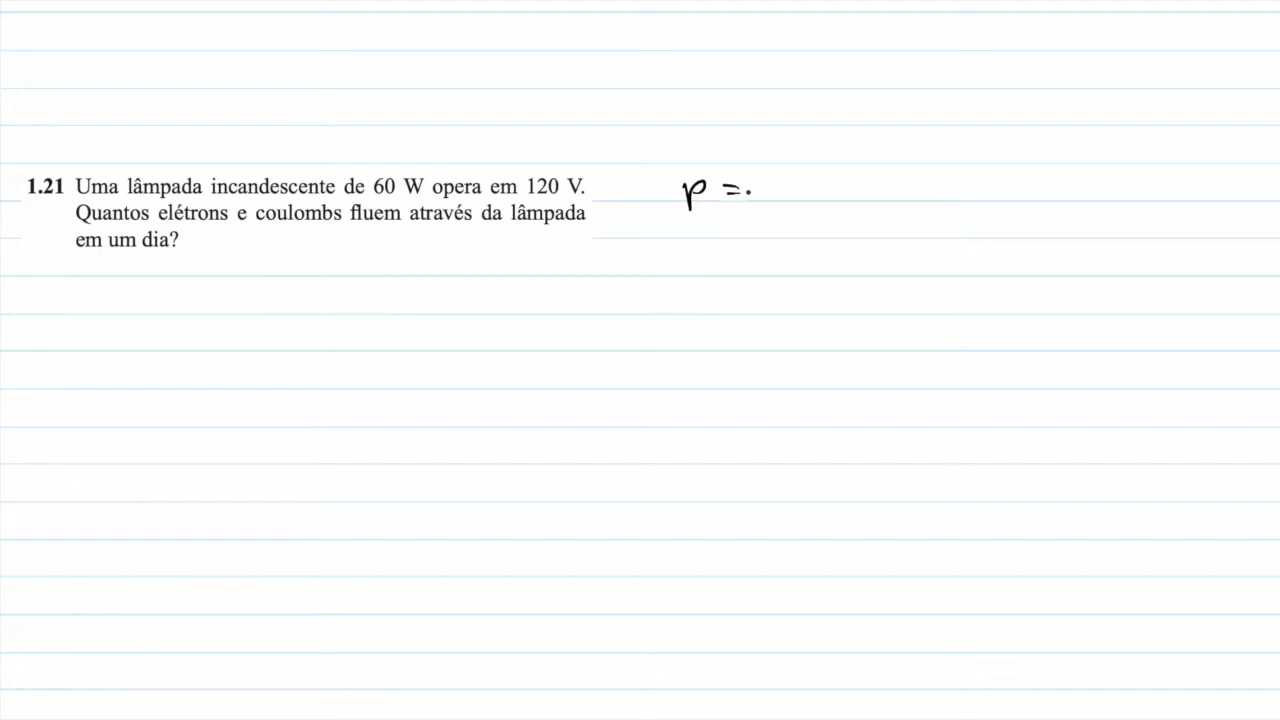 1.21 Uma lâmpada incandescente de 60 W opera em 120 V.
Quantos elétrons e coulombs fluem através da lâmpada
em um dia?
p =